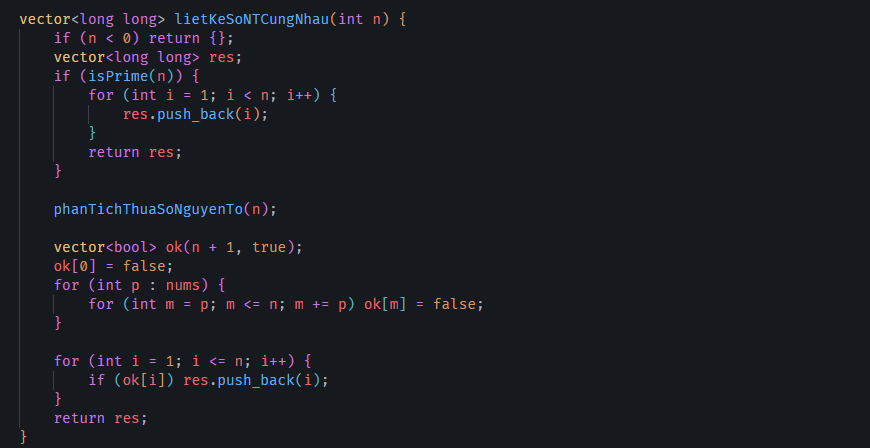 vector<long long> lietKeSoNTCungNhau(int n) {
    if (n < 0) return {};
    vector<long long> res;
    if (isPrime(n)) {
        for (int i = 1; i < n; i++) {
            res.push_back(i);
        }
        return res;
    }

    phanTichThuaSoNguyenTo(n);

    vector<bool> ok(n + 1, true);
    ok[0] = false;
    for (int p : nums) {
        for (int m = p; m <= n; m += p) ok[m] = false;
    }

    for (int i = 1; i <= n; i++) {
        if (ok[i]) res.push_back(i);
    }
    return res;
}